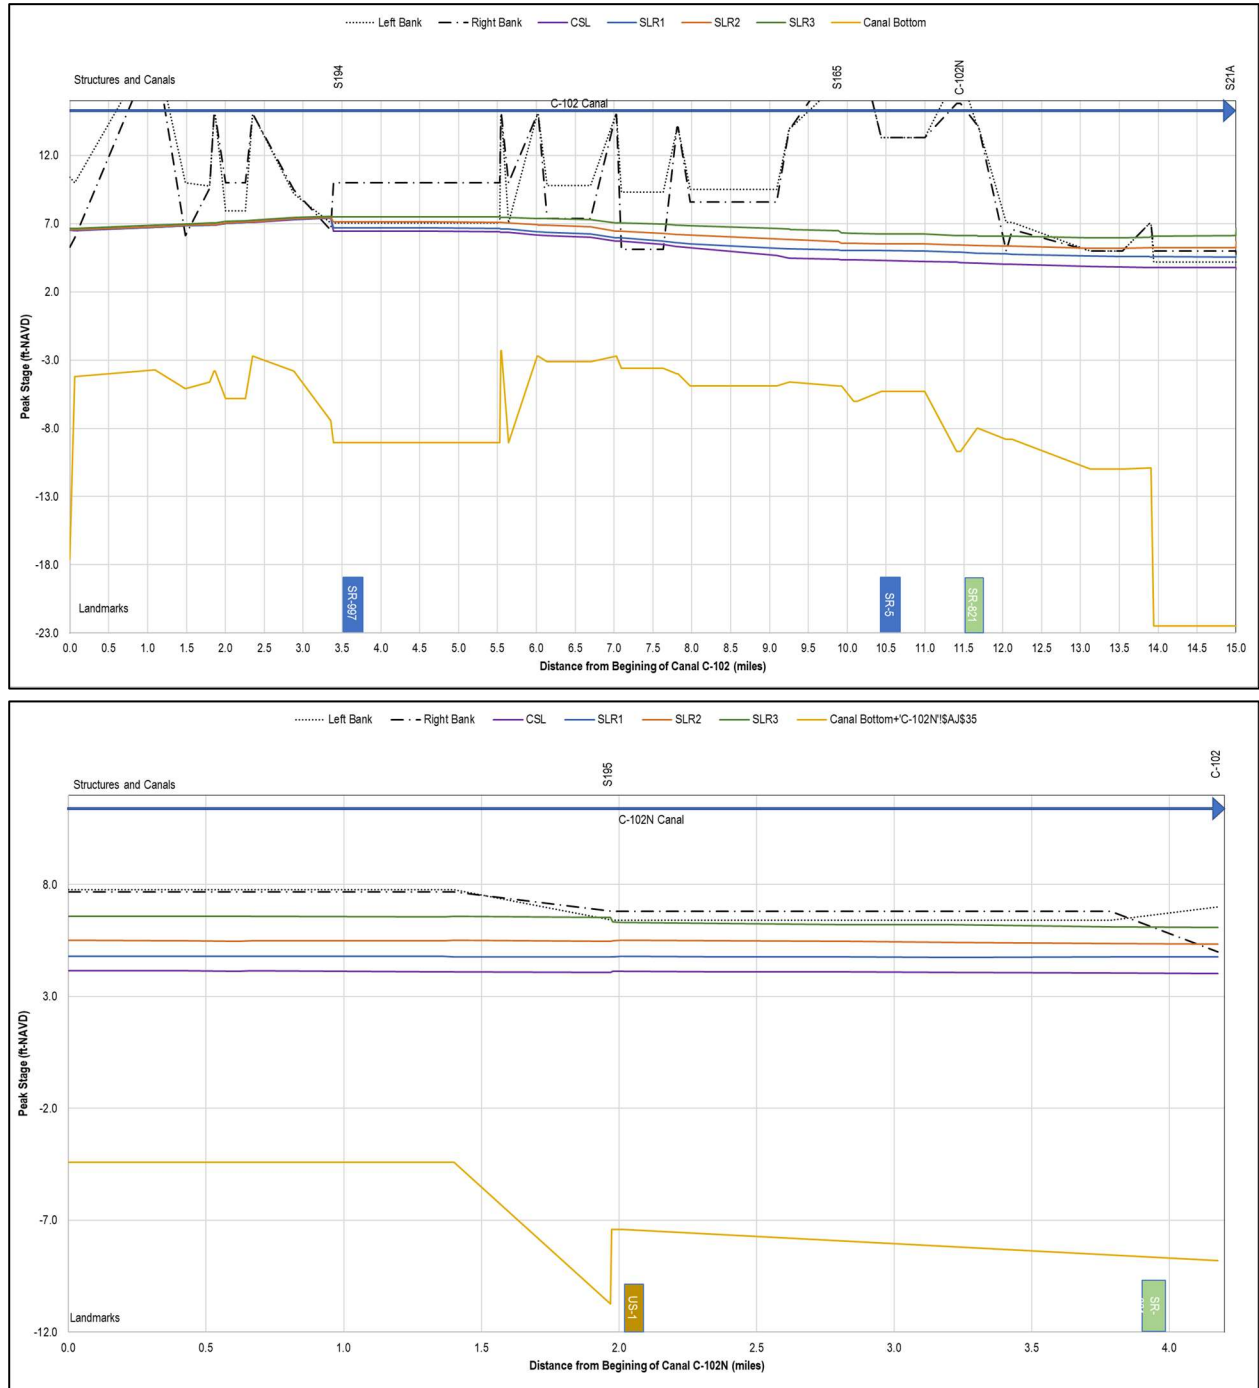 Left Bank Right Bank CSL SLR1 SLR2 SLR3 Canal Bottom
Structures and Canals
S194
S165
C-102N
S21A
C-102 Canal
12.0
7.0
2.0
-3.0
-8.0
-13.0
-18.0
-23.0
Peak Stage (ft-NAVD)
Landmarks
SR-997
SR-5
SR-821
0.0 0.5 1.0 1.5 2.0 2.5 3.0 3.5 4.0 4.5 5.0 5.5 6.0 6.5 7.0 7.5 8.0 8.5 9.0 9.5 10.0 10.5 11.0 11.5 12.0 12.5 13.0 13.5 14.0 14.5 15.0
Distance from Begining of Canal C-102 (miles)
Left Bank Right Bank CSL SLR1 SLR2 SLR3 Canal Bottom+'C-102N'!$AJ$35
Structures and Canals
S195
C-102
C-102N Canal
8.0
3.0
-2.0
-7.0
-12.0
Peak Stage (ft-NAVD)
Landmarks
US-1
SR-
0.0 0.5 1.0 1.5 2.0 2.5 3.0 3.5 4.0
Distance from Begining of Canal C-102N (miles)